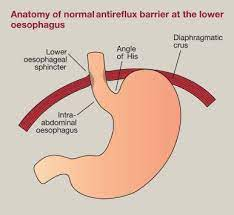 Anatomy of normal antireflux barrier at the lower
oesophagus
Lower
oesophageal
sphincter
Angle
of His
Diaphragmatic
crus
Intra-
abdominal
oesophagus